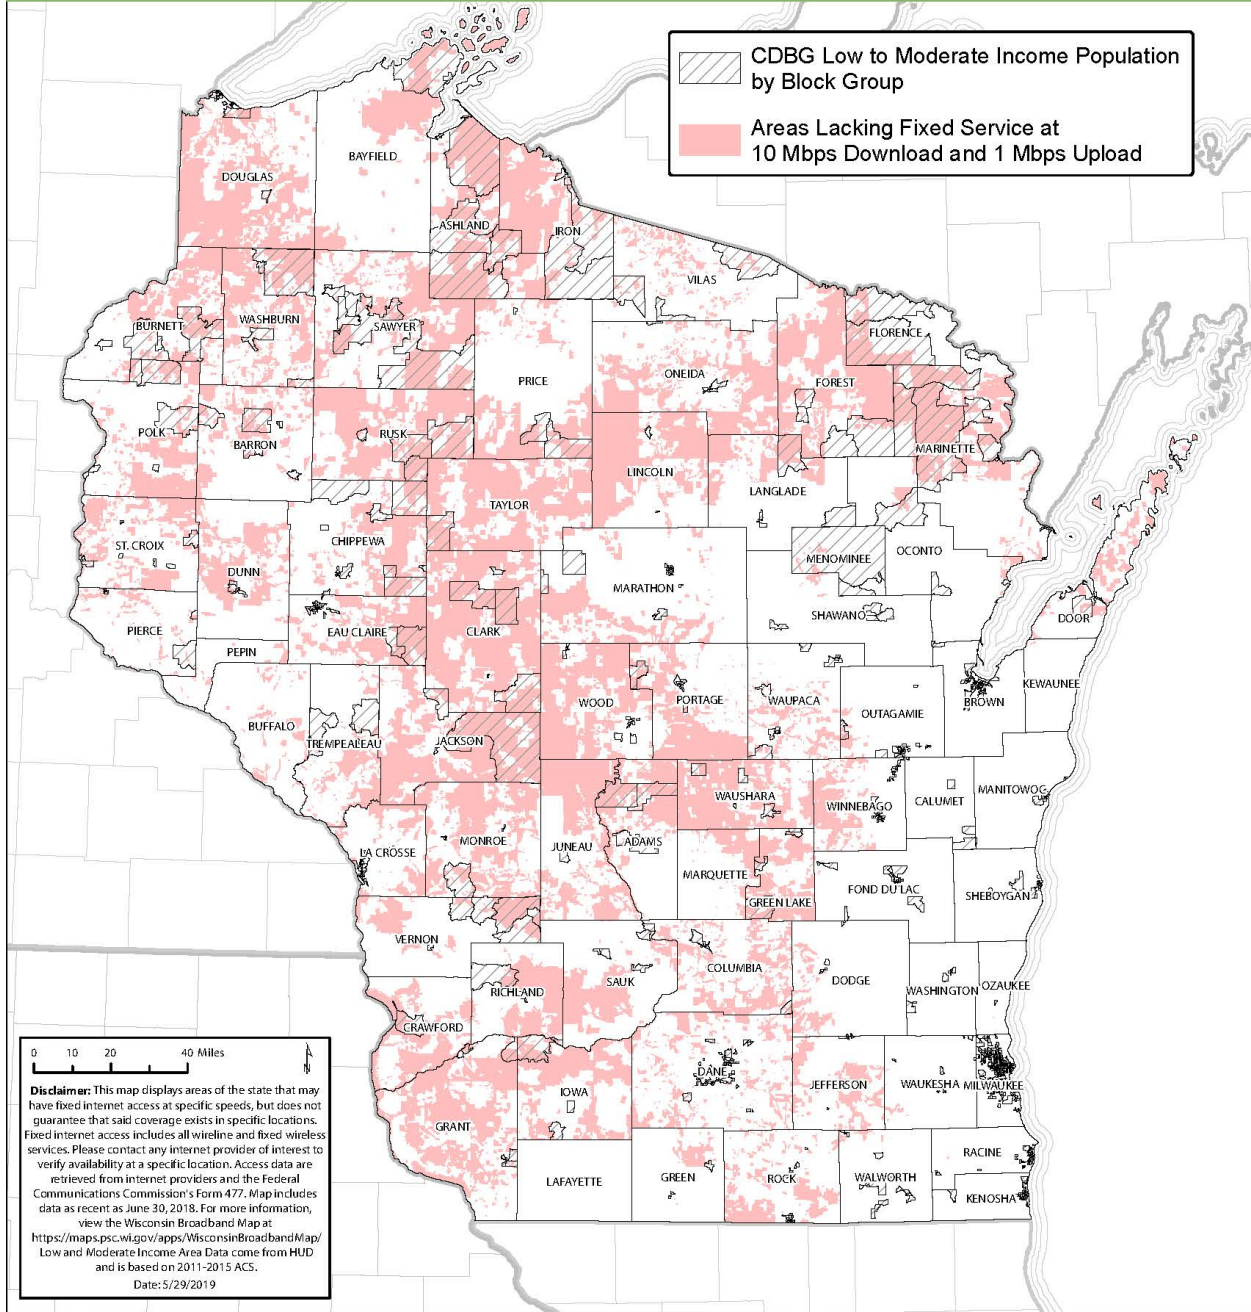 CDBG Low to Moderate Income Population
by Block Group
Areas Lacking Fixed Service at
10 Mbps Download and 1 Mbps Upload
BAYFIELD
DOUGLAS
ASHLAND
IRON
VILAS
BURNETT
WASHBURN
SAWYER
FLORENCE
PRICE
ONEIDA
FOREST
POLK
BARRON
RUSK
MARINETTE
LINCOLN
LANGLADE
TAYLOR
ST. CROIX
DUNN
CHIPPEWA
MENOMINEE
OCONTO
MARATHON
SHAWANO
DOOR
PIERCE
EAU CLAIRE
CLARK
PEPIN
KEWAUNEE
BROWN
WOOD
PORTAGE
WAUPACA
OUTAGAMIE
BUFFALO
TREMPEALEAU
JACKSON
WAUSHARA
WINNEBAGO
CALUMET
MANITOWOC
LA CROSSE
MONROE
JUNEAU
ADAMS
MARQUETTE
GREEN LAKE
FOND DU LAC
SHEBOYGAN
VERNON
RICHLAND
SAUK
COLUMBIA
DODGE
WASHINGTON
OZAUKEE
CRAWFORD
DANE
JEFFERSON
WAUKESHA
MILWAUKEE
GRANT
IOWA
LAFAYETTE
GREEN
ROCK
WALWORTH
RACINE
KENOSHA
0 10 20 40 Miles
N
Disclaimer: This map displays areas of the state that may
have fixed internet access at specific speeds, but does not
guarantee that said coverage exists in specific locations.
Fixed internet access includes all wireline and fixed wireless
services. Please contact any internet provider of interest to
verify availability at a specific location. Access data are
retrieved from internet providers and the Federal
Communications Commission's Form 477. Map includes
data as recent as June 30, 2018. For more information,
view the Wisconsin Broadband Map at
https://maps.psc.wi.gov/apps/WisconsinBroadbandMap/
Low and Moderate Income Area Data come from HUD
and is based on 2011-2015 ACS.
Date: 5/29/2019